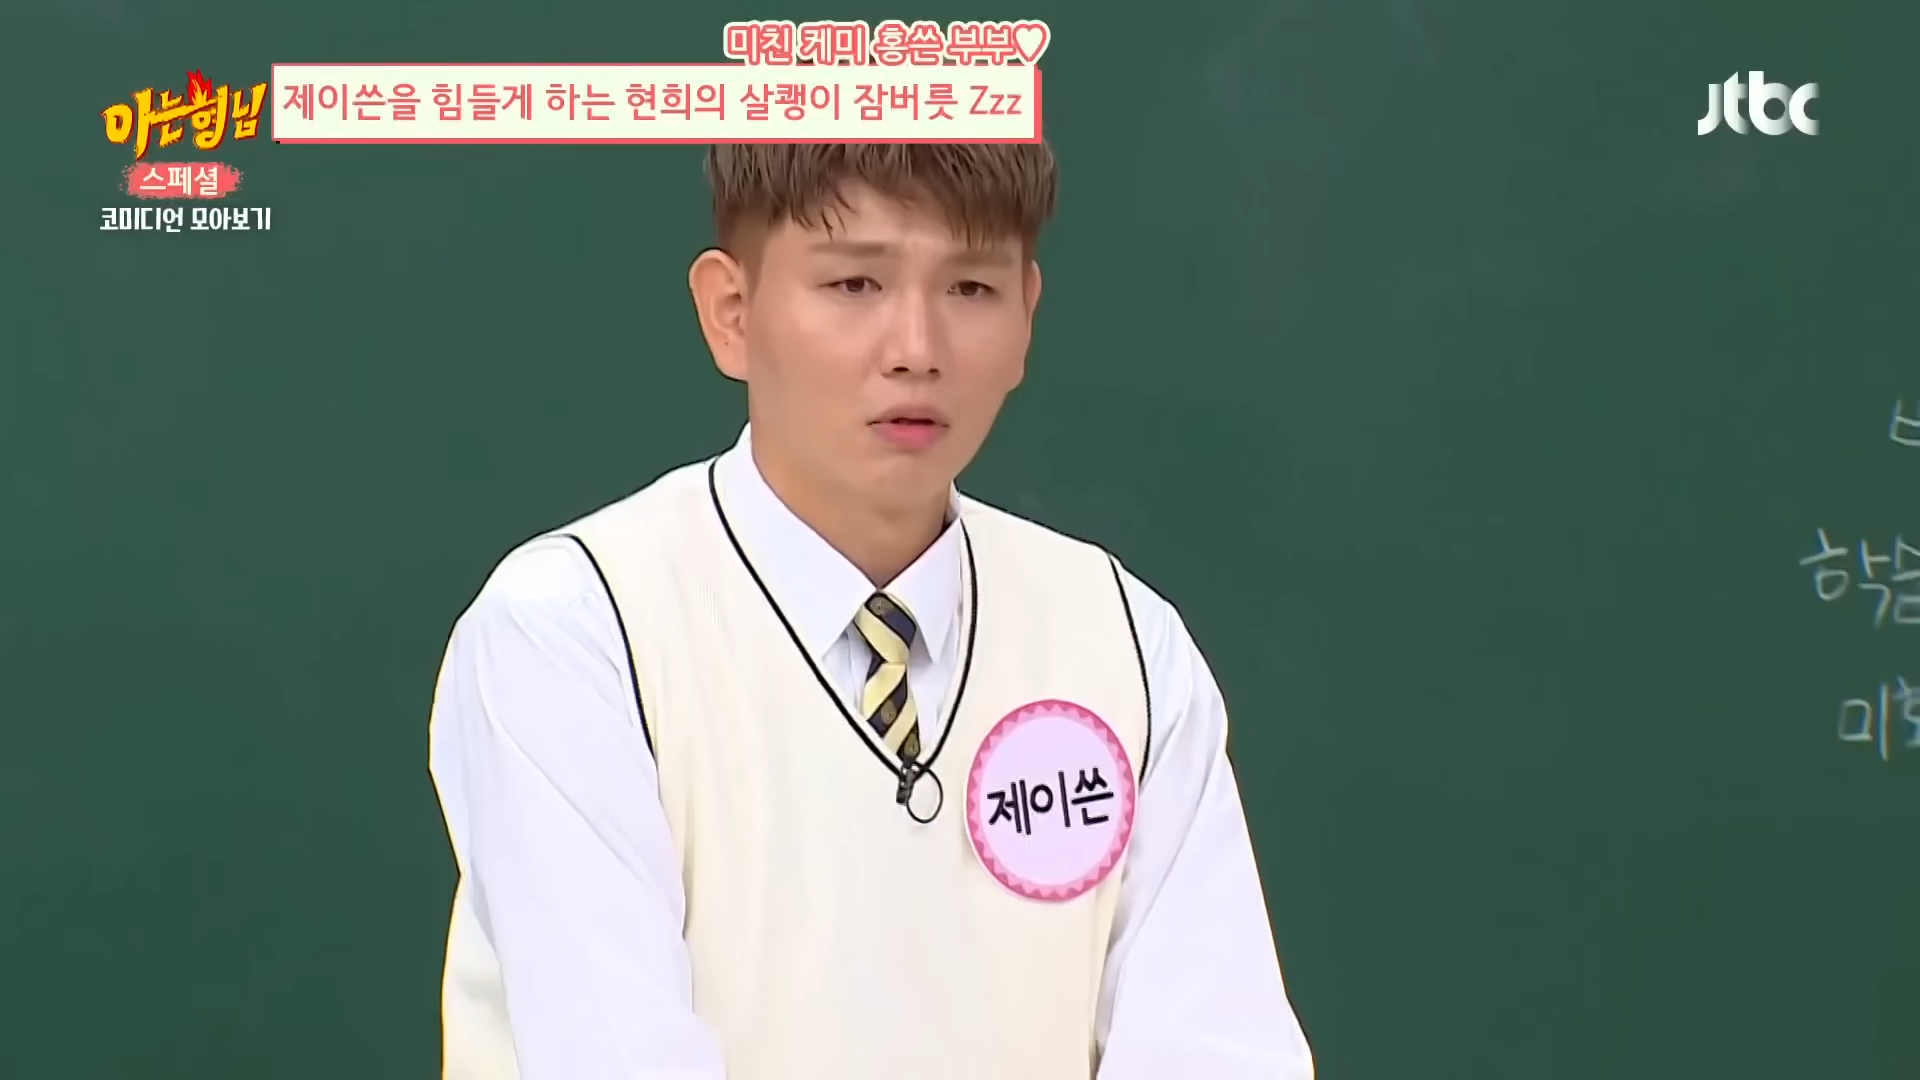 미친 케미 홍쓴 부부♡
아는형님
제이쓴을 힘들게 하는 현희의 살쾡이 잠버릇 Zzz
jtbc
스페셜
코미디언 모아보기
제이쓴